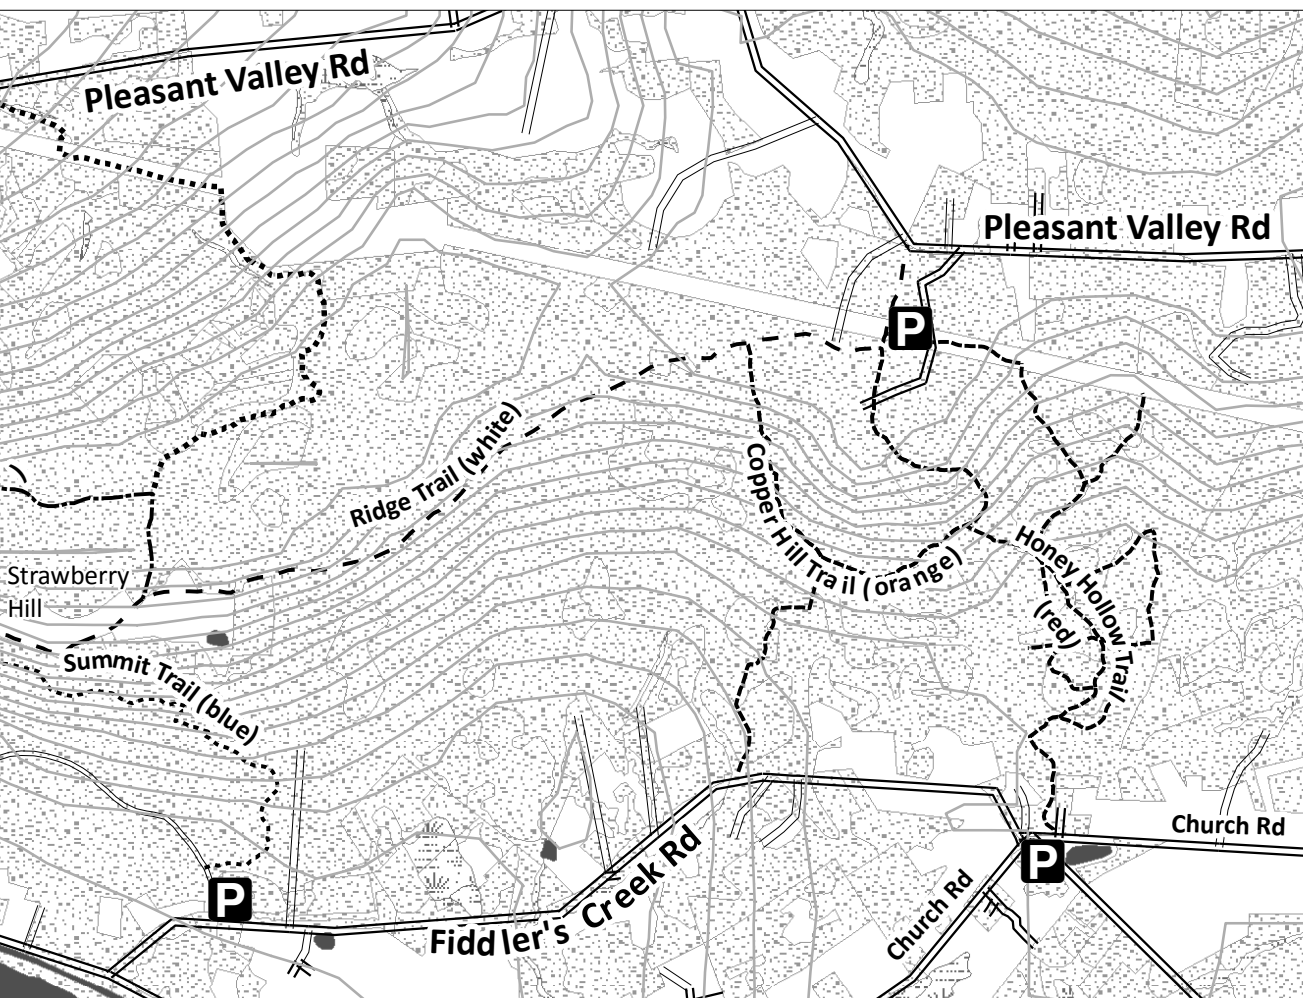 Pleasant Valley Rd
Pleasant Valley Rd
P
Ridge Trail (white)
Copper Hill Trail (orange)
Honey Hollow Trail
(red)
Strawberry
Hill
Summit Trail (blue)
Church Rd
P
P
Fiddler's Creek Rd
Church Rd